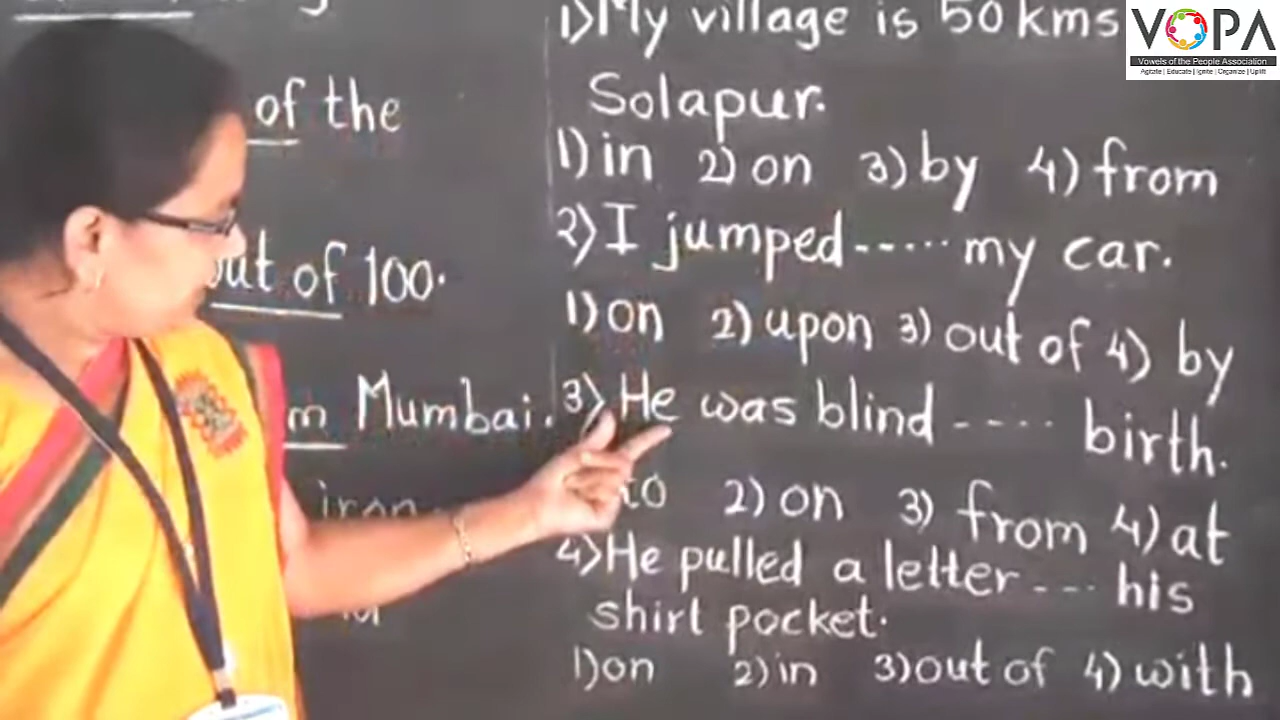 of the
out of 100.
m Mumbai.
iron
1) My village is 50 kms
Solapur.
1) in 2) on 3) by 4) from
2) I jumped ----- my car.
1) on 2) upon 3) out of 4) by
3) He was blind ---- birth.
to 2) on 3) from 4) at
4) He pulled a letter --- his
shirt pocket.
1) on 2) in 3) out of 4) with
VOPA
Vowels of the People Association
Agitate | Educate | Ignite | Organize | Uplift